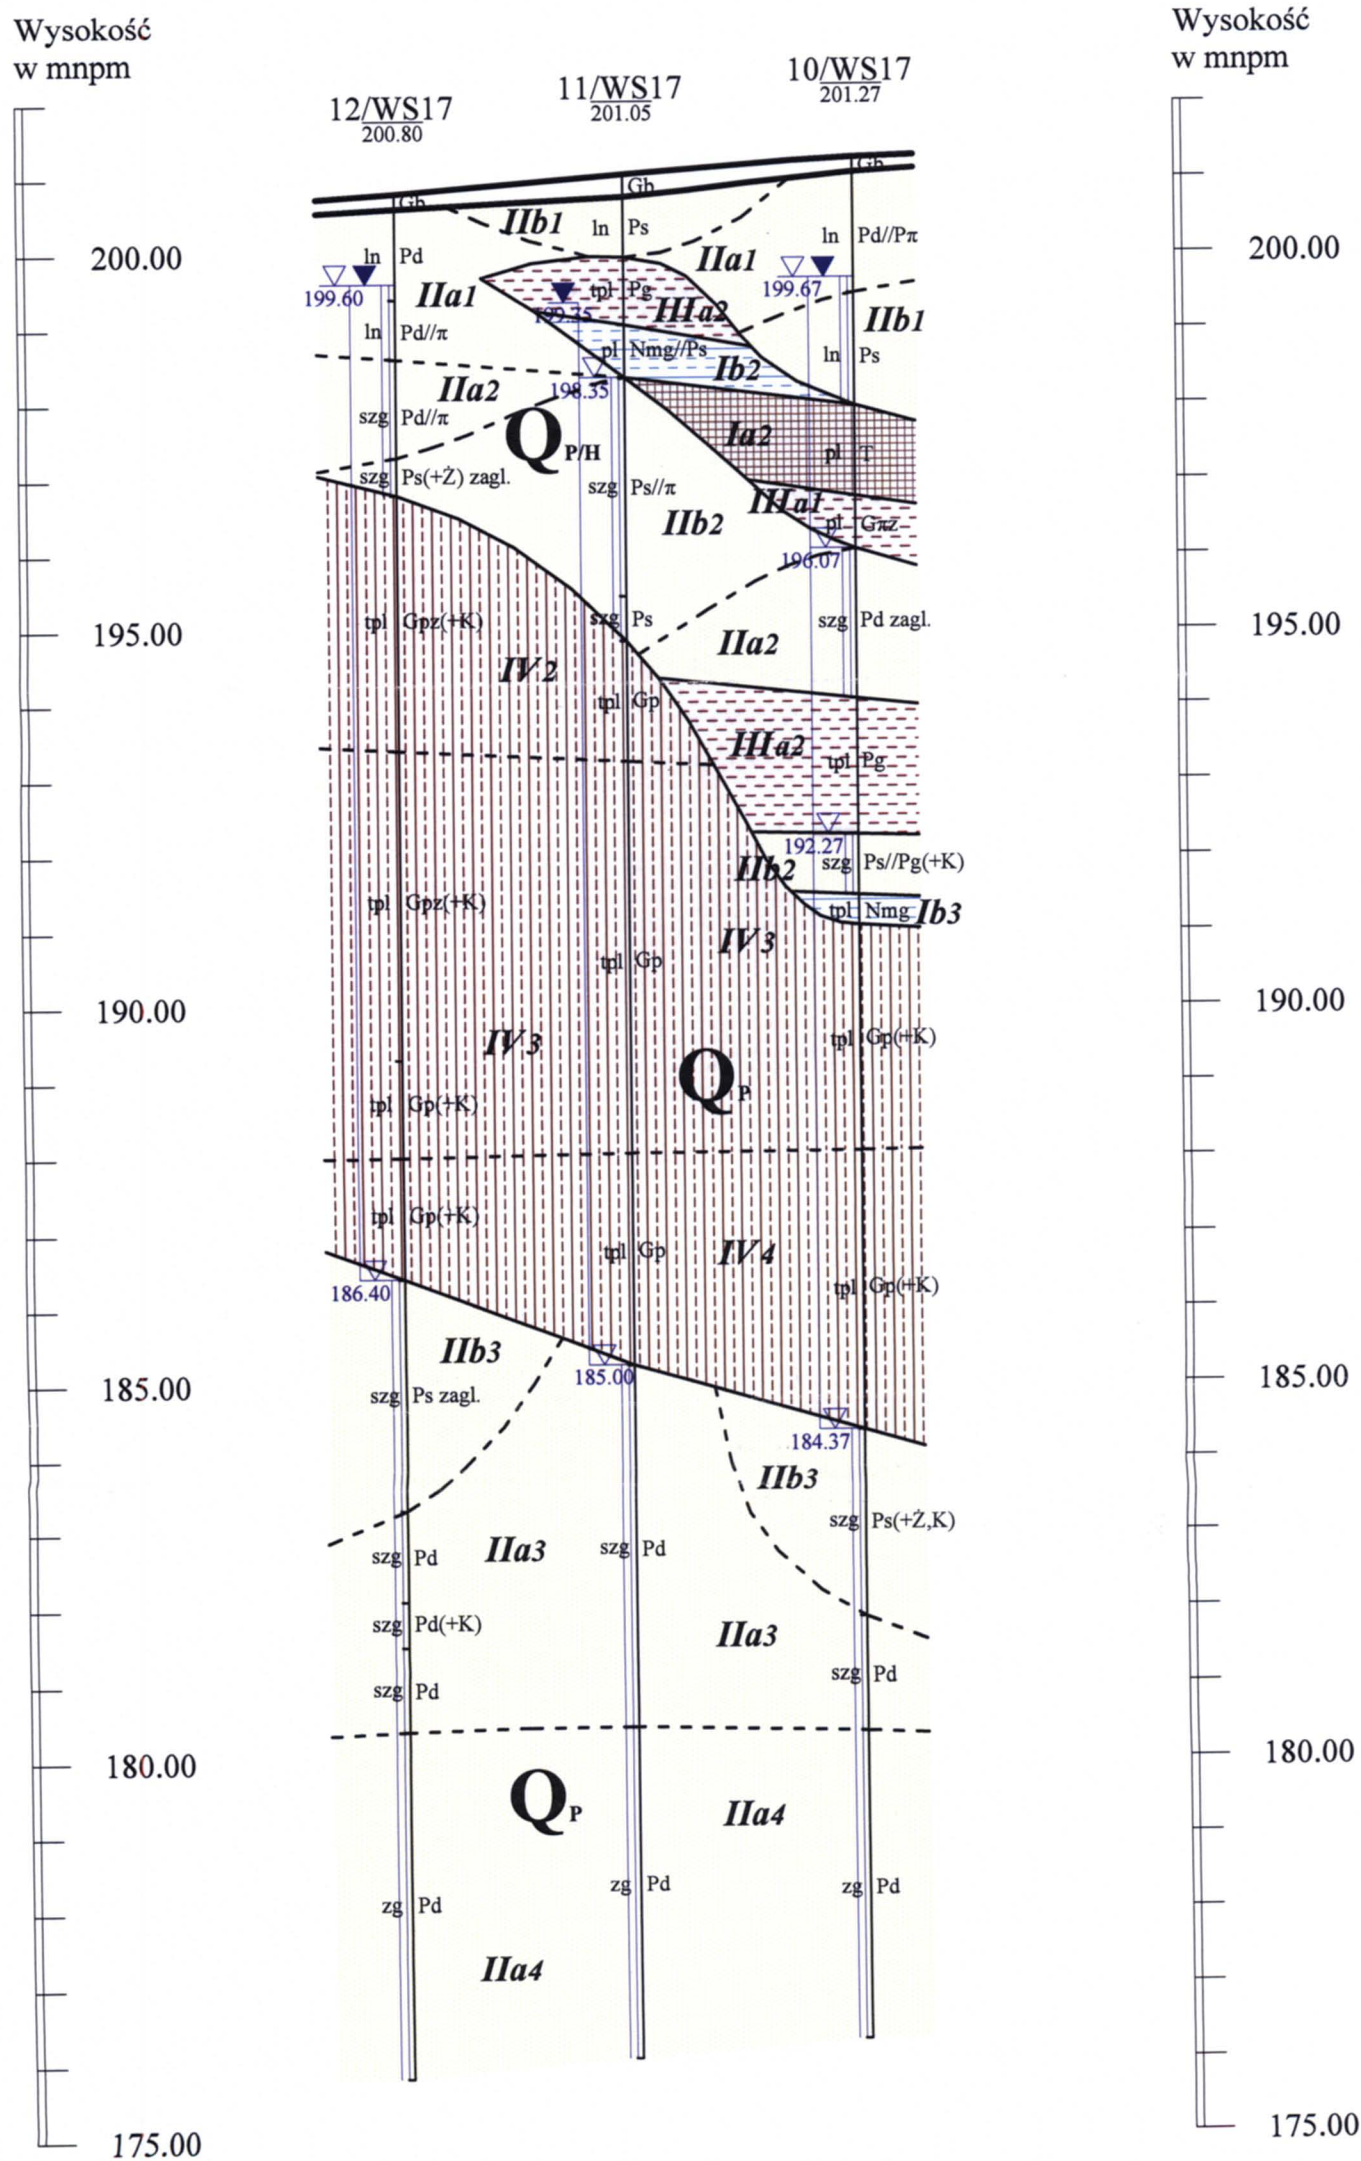 Wysokość
w mnpm
Wysokość
w mnpm
12/WS17
200.80
11/WS17
201.05
10/WS17
201.27
Gb
Gb
Gb
IIb1
ln Ps
ln Pd//Pπ
ln Pd
IIa1
200.00
200.00
199.60
IIa1
tpl Pg
199.35
IIIa2
199.67
IIb1
ln Pd//π
pl Nmg//Ps
Ib2
ln Ps
IIa2
198.35
szg Pd//π
Q P/H
Ia2
pl T
szg Ps(+Ż) zagl.
szg Ps//π
IIb2
IIIa1
pl Gπz
196.07
tpl Gpz(+K)
szg Ps
szg Pd zagl.
195.00
195.00
IIa2
IV2
tpl Gp
IIIa2
tpl Pg
192.27
IIb2
szg Ps//Pg(+K)
tpl Gpz(+K)
tpl Nmg
Ib3
IV3
tpl Gp
190.00
190.00
IV3
tpl Gp(+K)
Q P
tpl Gp(+K)
tpl Gp(+K)
tpl Gp
IV4
tpl Gp(+K)
186.40
IIb3
185.00
185.00
185.00
szg Ps zagl.
184.37
IIb3
szg Ps(+Ż,K)
IIa3
szg Pd
szg Pd
szg Pd(+K)
IIa3
szg Pd
szg Pd
180.00
180.00
Q P
IIa4
zg Pd
zg Pd
zg Pd
IIa4
175.00
175.00